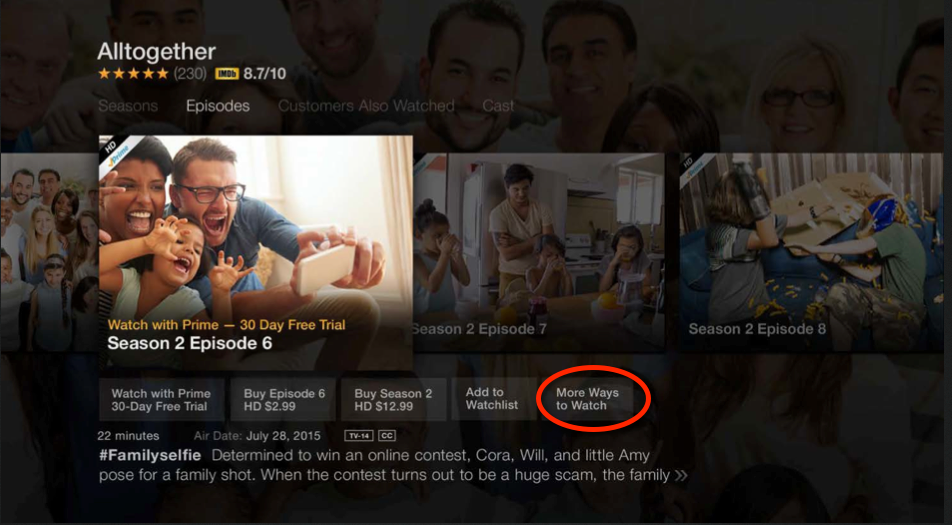 Alltogether
(230) IMDb 8.7/10
Seasons Episodes Customers Also Watched Cast
HD
Prime
HD
Watch with Prime — 30 Day Free Trial
Season 2 Episode 6
Season 2 Episode 7
Season 2 Episode 8
Watch with Prime
30-Day Free Trial
Buy Episode 6
HD $2.99
Buy Season 2
HD $12.99
Add to
Watchlist
More Ways
to Watch
22 minutes Air Date: July 28, 2015 TV-14 CC
#Familyselfie Determined to win an online contest, Cora, Will, and little Amy
pose for a family shot. When the contest turns out to be a huge scam, the family »